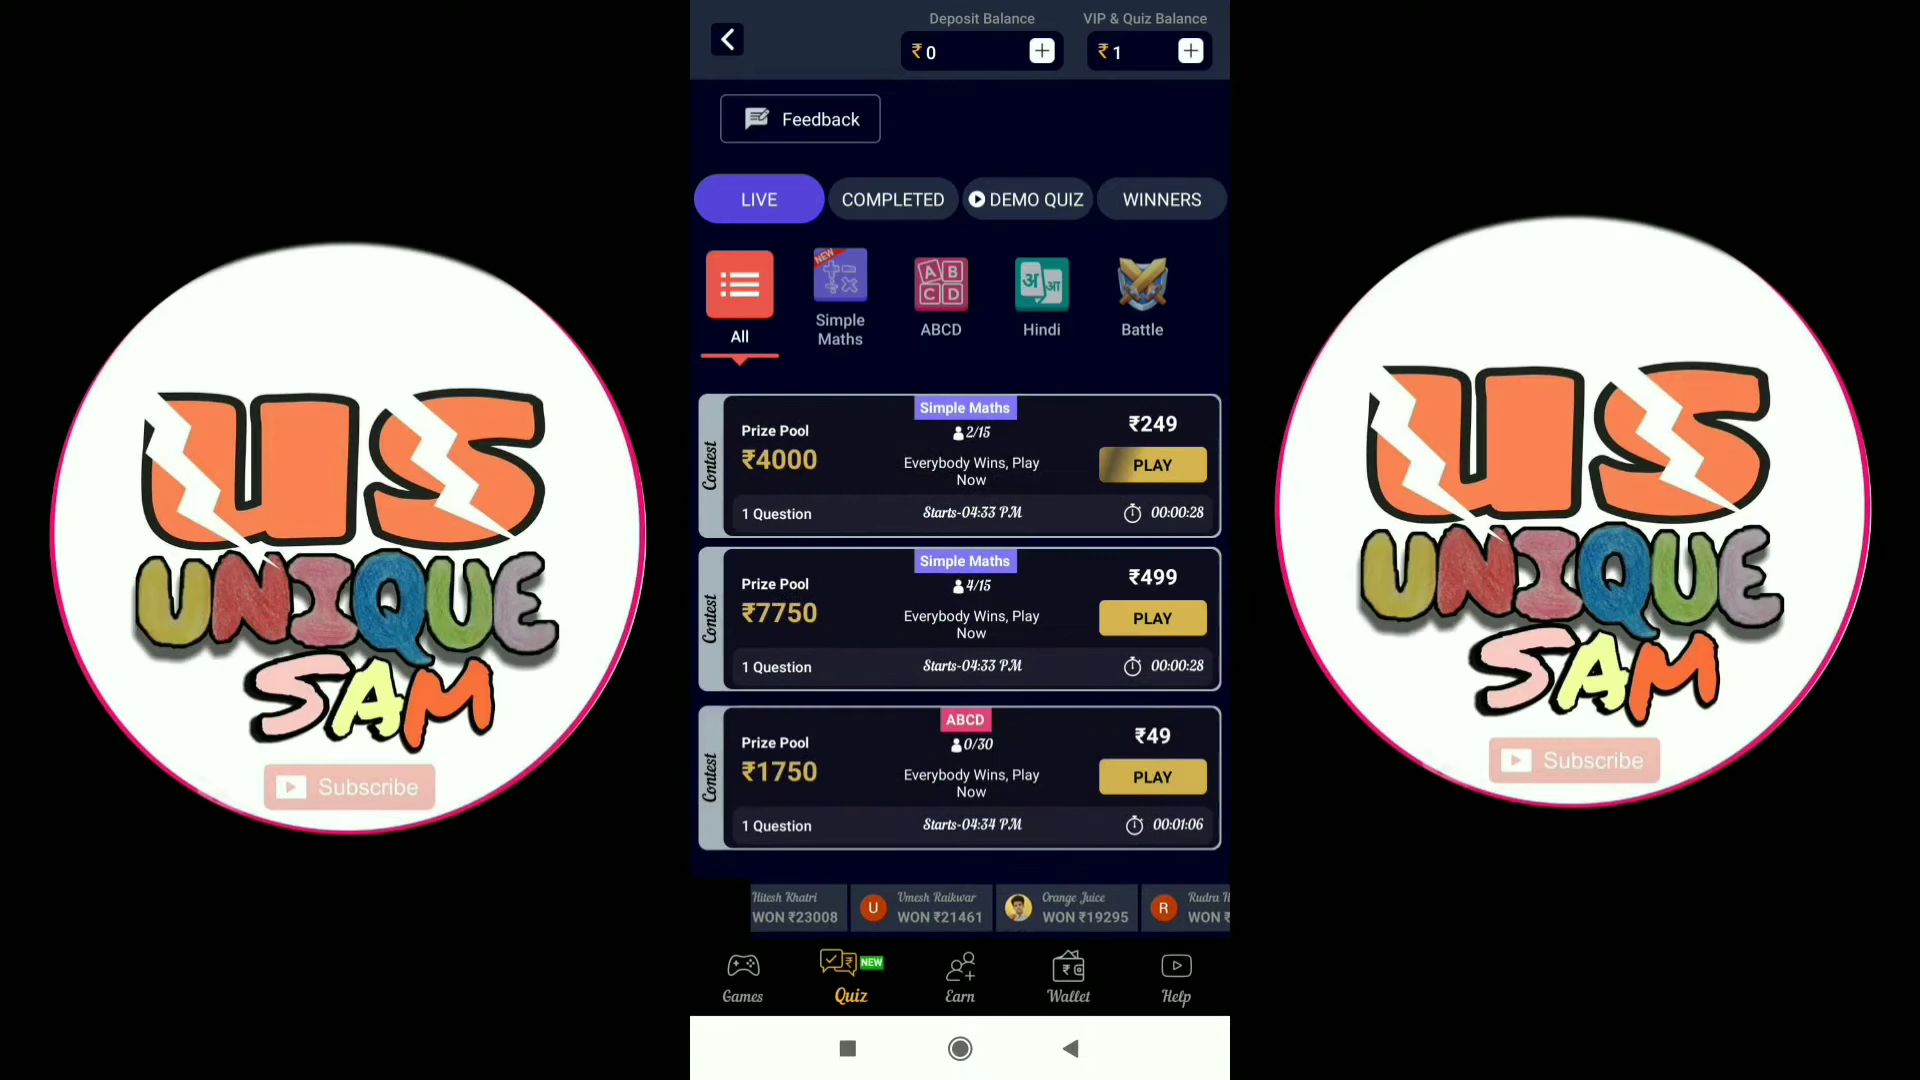 Deposit Balance
VIP & Quiz Balance
₹ 0
₹ 1
Feedback
LIVE
COMPLETED
DEMO QUIZ
WINNERS
NEW
A B
C D
अ
आ
All
Simple
Maths
ABCD
Hindi
Battle
Contest
Simple Maths
Prize Pool
2/15
₹249
₹4000
Everybody Wins, Play
Now
PLAY
1 Question
Starts-04:33 PM
00:00:28
Contest
Simple Maths
Prize Pool
4/15
₹499
₹7750
Everybody Wins, Play
Now
PLAY
1 Question
Starts-04:33 PM
00:00:28
Contest
ABCD
Prize Pool
0/30
₹49
₹1750
Everybody Wins, Play
Now
PLAY
1 Question
Starts-04:34 PM
00:01:06
Hitesh Khatri
WON ₹23008
U
Umesh Raikwar
WON ₹21461
Orange Juice
WON ₹19295
R
Rudra
WON ₹
NEW
Games
Quiz
Earn
Wallet
Help
US
UNIQUE
SAM
Subscribe
US
UNIQUE
SAM
Subscribe